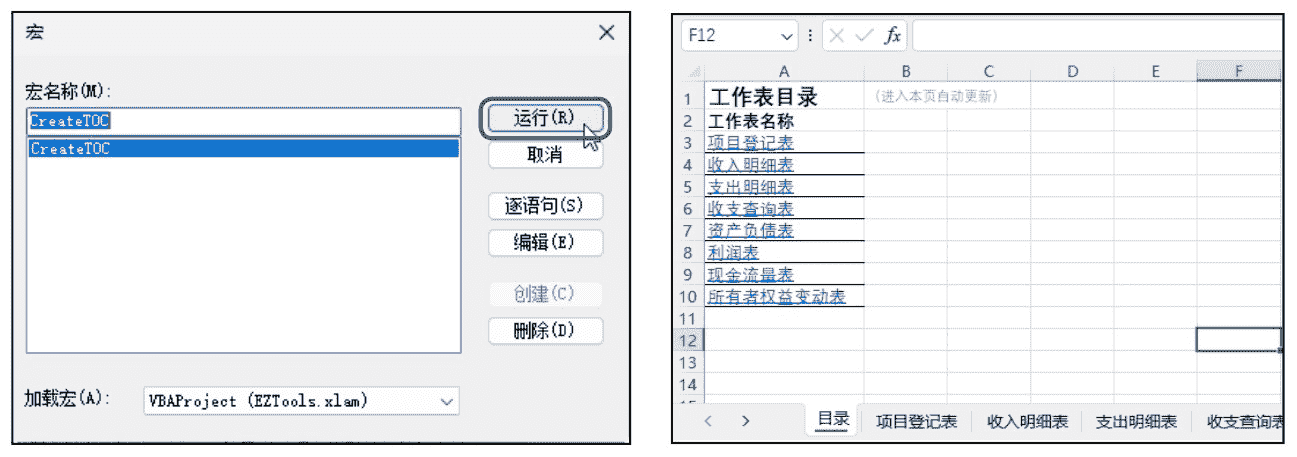 宏
宏名称(M):
CreateTOC
CreateTOC
运行(R)
取消
逐语句(S)
编辑(E)
创建(C)
删除(D)
加载宏(A):
VBAProject (EZTools.xlam)
F12
fx
A B C D E F
1 工作表目录 (进入本页自动更新)
2 工作表名称
3 项目登记表
4 收入明细表
5 支出明细表
6 收支查询表
7 资产负债表
8 利润表
9 现金流量表
10 所有者权益变动表
11
12
13
14
目录 项目登记表 收入明细表 支出明细表 收支查询表